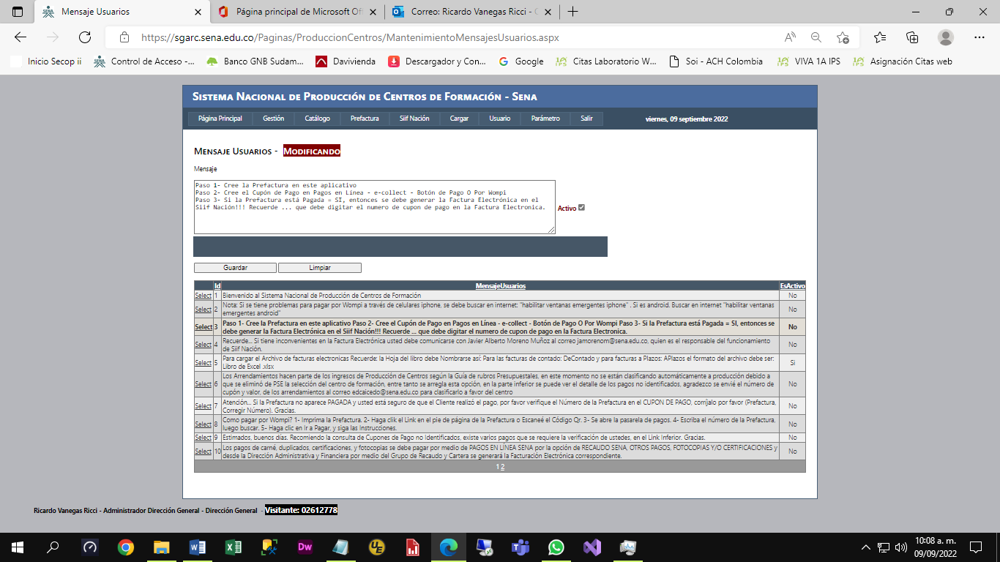 Mensaje Usuarios
Página principal de Microsoft Of
Correo: Ricardo Vanegas Ricci - O
https://sgarc.sena.edu.co/Paginas/ProduccionCentros/MantenimientoMensajesUsuarios.aspx
Inicio Secop ii
Control de Acceso -...
Banco GNB Sudam...
Davivienda
Descargador y Con...
Google
Citas Laboratorio W...
Soi - ACH Colombia
VIVA 1A IPS
Asignación Citas web
Sistema Nacional de Producción de Centros de Formación - Sena
Página Principal Gestión Catálogo Prefactura Siif Nación Cargar Usuario Parámetro Salir viernes, 09 septiembre 2022
Mensaje Usuarios - Modificando
Mensaje
Paso 1- Cree la Prefactura en este aplicativo
Paso 2- Cree el Cupón de Pago en Pagos en Línea - e-collect - Botón de Pago O Por Wompi
Paso 3- Si la Prefactura está Pagada = SI, entonces se debe generar la Factura Electrónica en el
Siif Nación!!! Recuerde ... que debe digitar el numero de cupon de pago en la Factura Electronica.
Activo
Guardar Limpiar
Id MensajeUsuarios EsActivo
Select 1 Bienvenido al Sistema Nacional de Producción de Centros de Formación No
Select 2 Nota: Si se tiene problemas para pagar por Wompi a través de celulares iphone, se debe buscar en internet: "habilitar ventanas emergentes iphone" . Si es android. Buscar en internet "habilitar ventanas
emergentes android" No
Select 3 Paso 1- Cree la Prefactura en este aplicativo Paso 2- Cree el Cupón de Pago en Pagos en Línea - e-collect - Botón de Pago O Por Wompi Paso 3- Si la Prefactura está Pagada = SI, entonces se
debe generar la Factura Electrónica en el Siif Nación!!! Recuerde ... que debe digitar el numero de cupon de pago en la Factura Electronica. No
Select 4 Recuerde... Si tiene inconvenientes en la Factura Electrónica usted debe comunicarse con Javier Alberto Moreno Muñoz al correo jamorenom@sena.edu.co, quien es el responsable del funcionamiento
de Siif Nación. No
Select 5 Para cargar el Archivo de facturas electronicas Recuerde: la Hoja del libro debe Nombrarse así: Para las facturas de contado: DeContado y para facturas a Plazos: APlazos el formato del archivo debe ser:
Libro de Excel .xlsx Si
Select 6 Los Arrendamientos hacen parte de los ingresos de Producción de Centros según la Guía de rubros Presupuestales, en este momento no se están clasificando automáticamente a producción debido a
que se eliminó de PSE la selección del centro de formación, entre tanto se arregla esta opción, en la parte inferior se puede ver el detalle de los pagos no identificados, agradezco se envié el número de
cupón y valor, de los arrendamientos al correo edcaicedo@sena.edu.co para clasificarlo a favor del centro No
Select 7 Atención... Si la Prefactura no aparece PAGADA y usted está seguro de que el Cliente realizó el pago, por favor verifique el Número de la Prefactura en el CUPON DE PAGO, corríjalo por favor (Prefactura,
Corregir Número). Gracias. No
Select 8 Como pagar por Wompi? 1- Imprima la Prefactura. 2- Haga clik el Link en el pie de página de la Prefactura o Escaneé el Código Qr. 3- Se abre la pasarela de pagos. 4- Escriba el número de la Prefactura,
luego buscar. 5- Haga clic en Ir a Pagar, y siga las Instrucciones. No
Select 9 Estimados, buenos días. Recomiendo la consulta de Cupones de Pago no Identificados, existe varios pagos que se requiere la verificación de ustedes, en el Link Inferior. Gracias. No
Select 10 Los pagos de carné, duplicados, certificaciones, y fotocopias se debe pagar por medio de PAGOS EN LÍNEA SENA por la opción de RECAUDO SENA, OTROS PAGOS, FOTOCOPIAS Y/O CERTIFICACIONES y
desde la Dirección Administrativa y Financiera por medio del Grupo de Recaudo y Cartera se generará la Facturación Electrónica correspondiente. No
1 2
Ricardo Vanegas Ricci - Administrador Dirección General - Dirección General - Visitante: 02612778
10:08 a. m.
09/09/2022